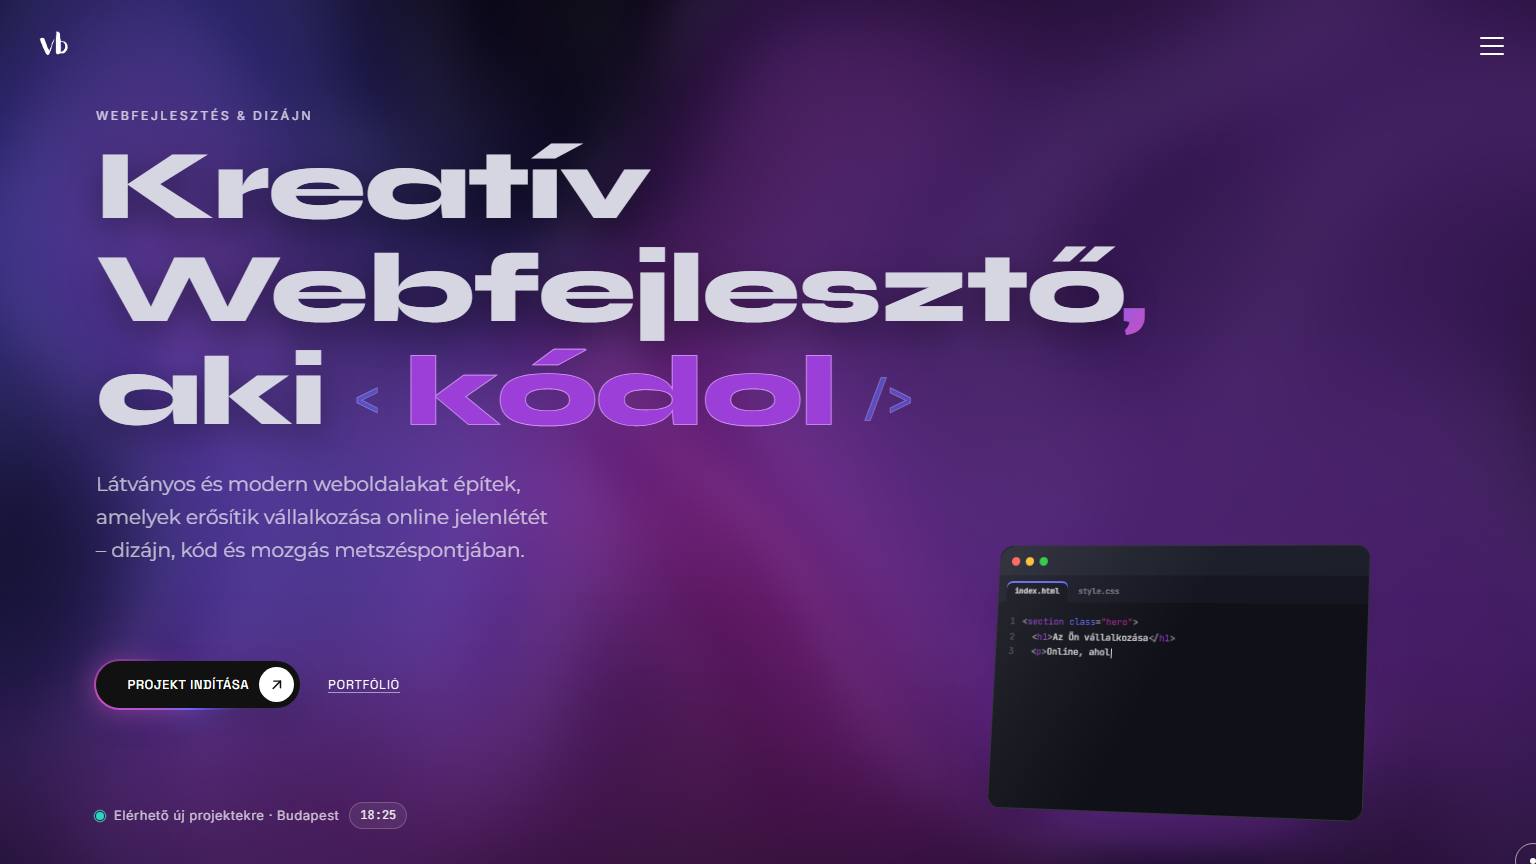 vb
WEBFEJLESZTÉS & DIZÁJN
Kreatív
Webfejlesztő,
aki < kódol />
Látványos és modern weboldalakat építek,
amelyek erősítik vállalkozása online jelenlétét
– dizájn, kód és mozgás metszéspontjában.
index.html style.css
1 <section class="hero">
2 <h1>Az Ön vállalkozása</h1>
3 <p>Online, ahol
PROJEKT INDÍTÁSA
PORTFÓLIÓ
Elérhető új projektekre · Budapest 18:25